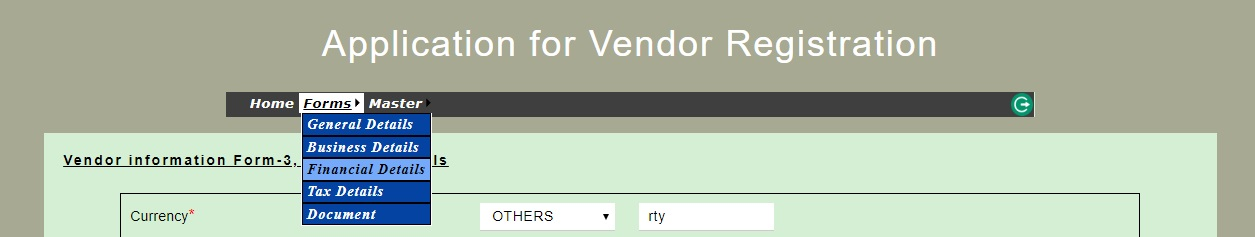 Application for Vendor Registration
Home Forms Master
General Details
Business Details
Vendor information Form-3, ls
Financial Details
Tax Details
Document
Currency* OTHERS rty